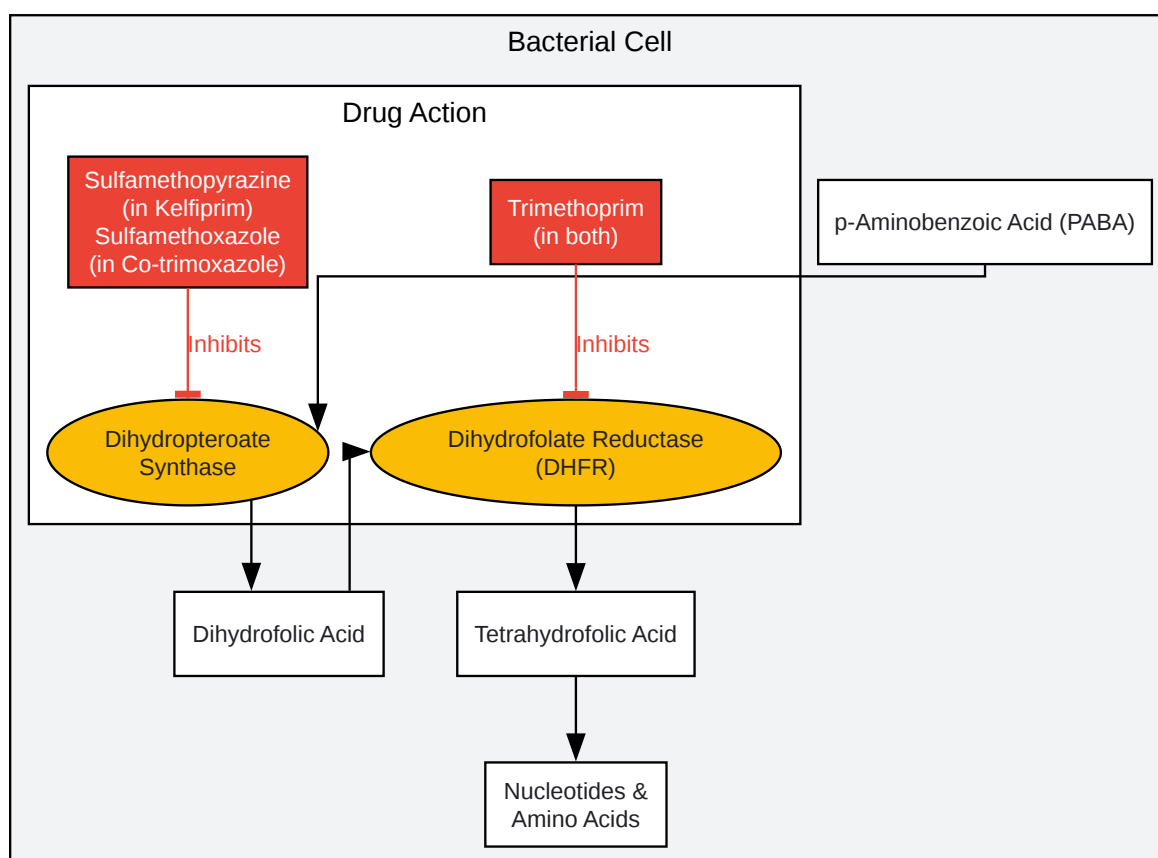 Bacterial Cell
Drug Action
Sulfamethopyrazine
(in Kelfiprim)
Sulfamethoxazole
(in Co-trimoxazole)
Trimethoprim
(in both)
p-Aminobenzoic Acid (PABA)
Inhibits
Inhibits
Dihydropteroate
Synthase
Dihydrofolate Reductase
(DHFR)
Dihydrofolic Acid
Tetrahydrofolic Acid
Nucleotides &
Amino Acids